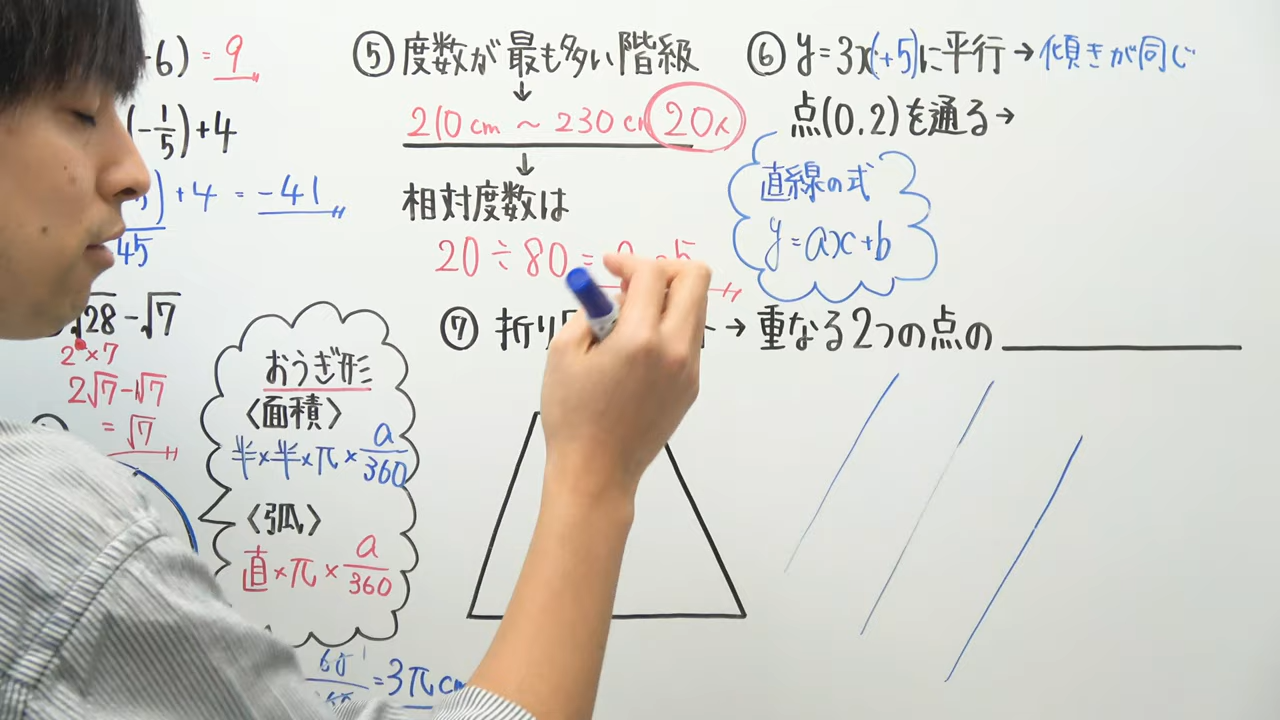 -6) = 9
(-1/5)+4
) + 4 = -41
45
√28-√7
2²×7
2√7-√7
= √7
おうぎ形
〈面積〉
半×半×π×a/360
〈弧〉
直×π×a/360
=3πcm
⑤度数が最も多い階級
↓
210cm ~ 230cm 20人
↓
相対度数は
20÷80=
⑥ y=3x(+5)に平行→傾きが同じ
点(0.2)を通る→
直線の式
y=ax+b
⑦ 折り → 重なる2つの点の